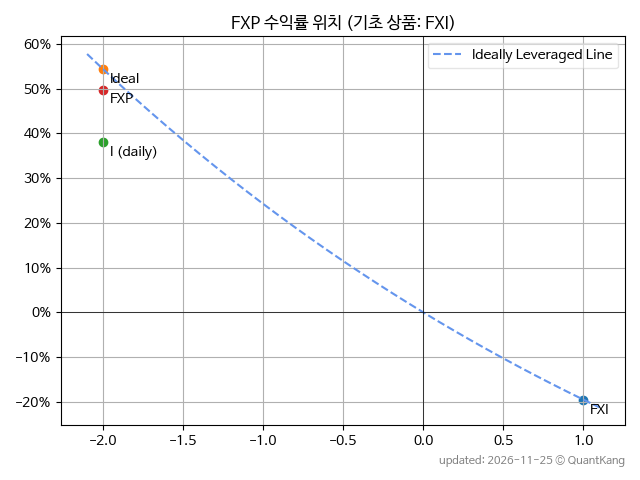 FXP 수익률 위치 (기초 상품: FXI)
Ideally Leveraged Line
60%
50%
40%
30%
20%
10%
0%
−10%
−20%
Ideal
FXP
I (daily)
FXI
−2.0 −1.5 −1.0 −0.5 0.0 0.5 1.0
updated: 2026-11-25 © QuantKang